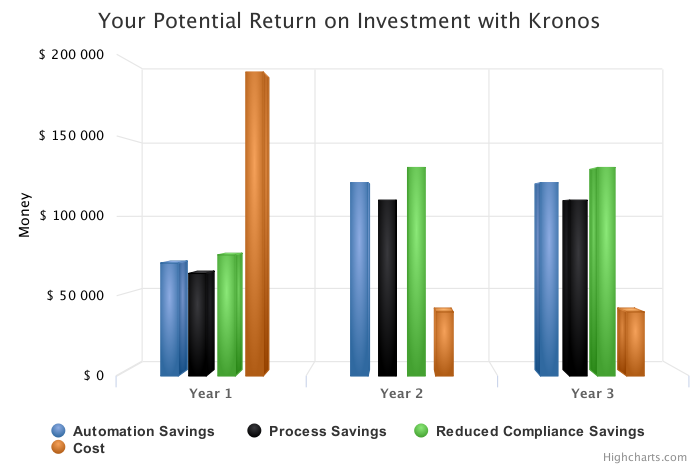 Your Potential Return on Investment with Kronos
$ 200 000
$ 150 000
$ 100 000
$ 50 000
$ 0
Money
Year 1
Year 2
Year 3
Automation Savings
Process Savings
Reduced Compliance Savings
Cost
Highcharts.com